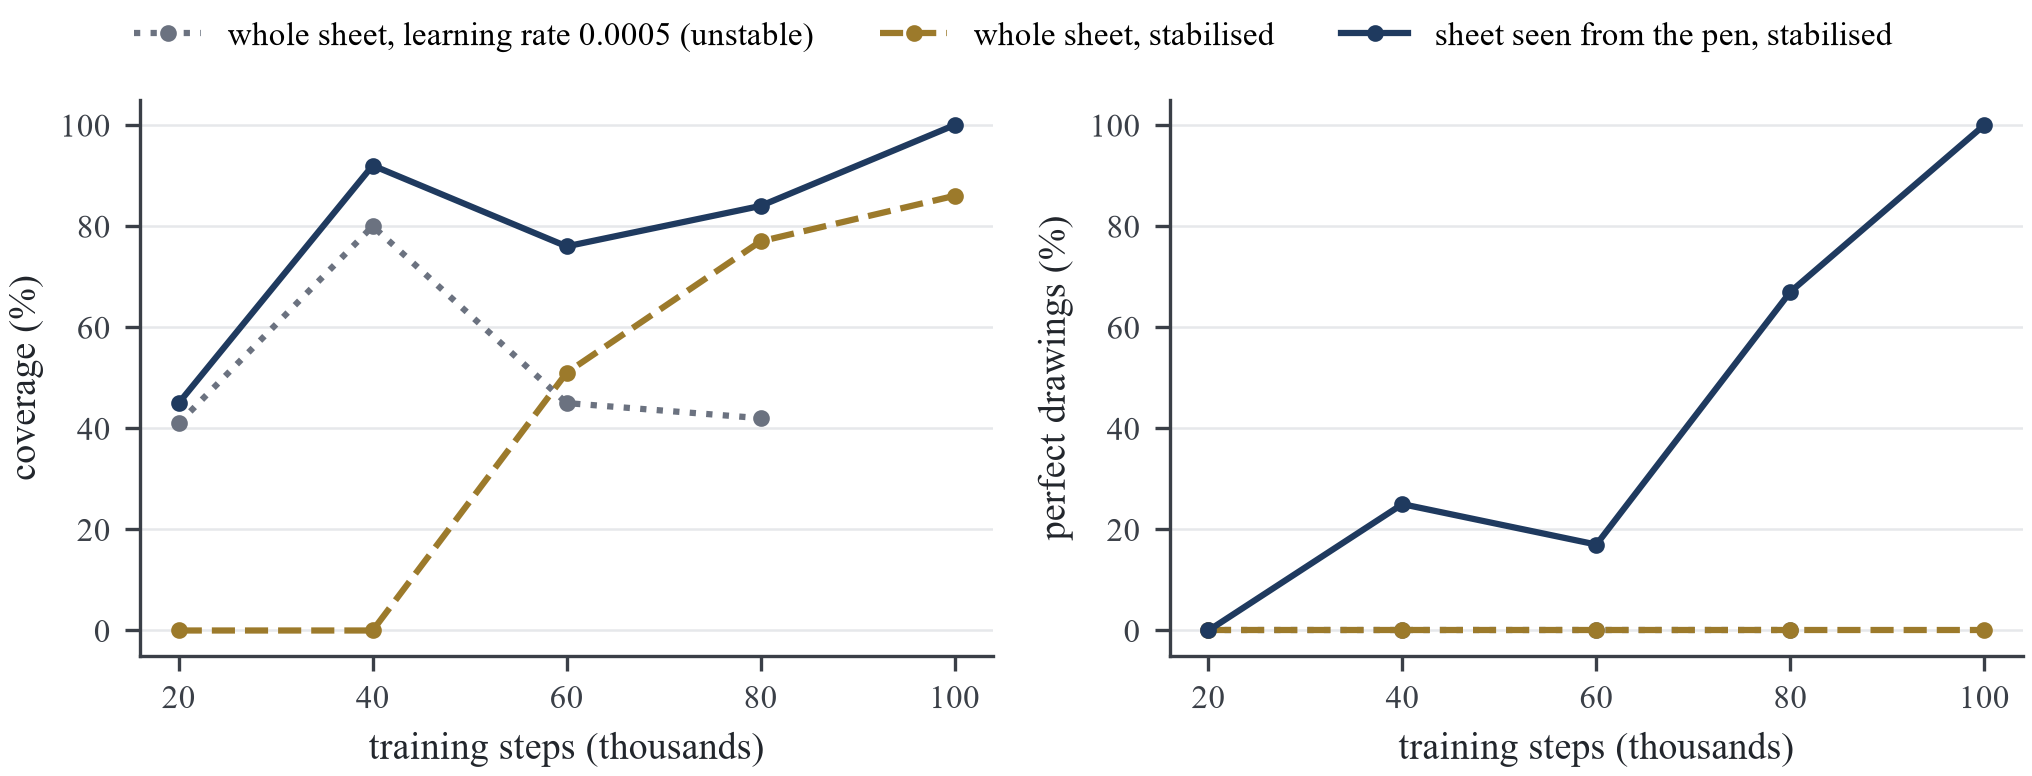 whole sheet, learning rate 0.0005 (unstable)
whole sheet, stabilised
sheet seen from the pen, stabilised
coverage (%)
100
80
60
40
20
0
20 40 60 80 100
training steps (thousands)
perfect drawings (%)
100
80
60
40
20
0
20 40 60 80 100
training steps (thousands)